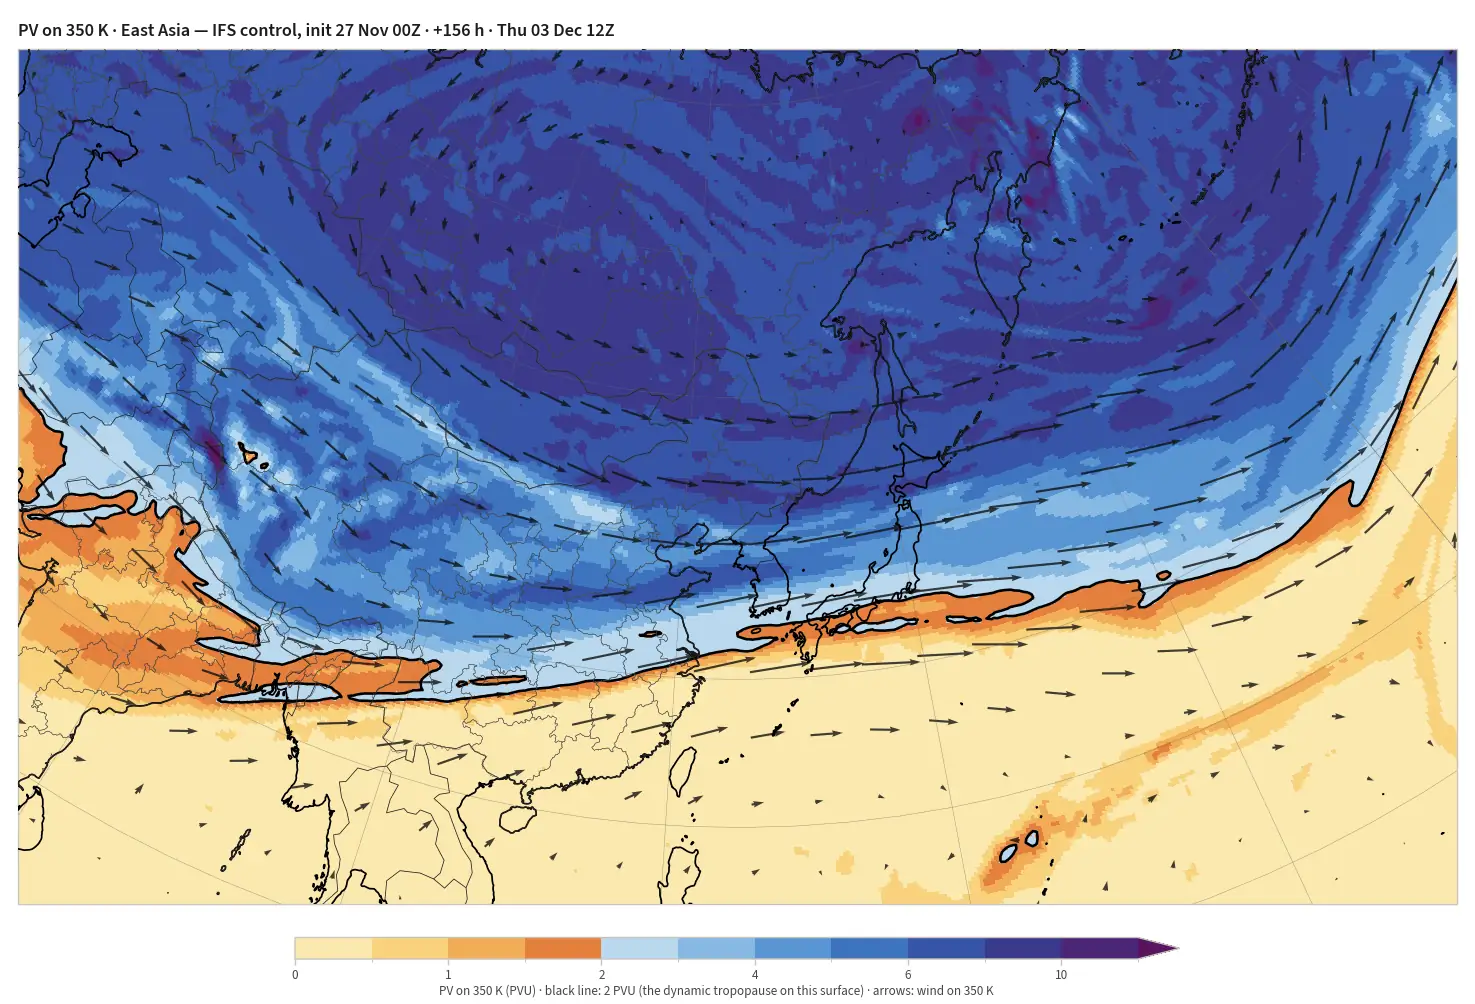 PV on 350 K · East Asia — IFS control, init 27 Nov 00Z · +156 h · Thu 03 Dec 12Z
0 1 2 4 6 10
PV on 350 K (PVU) · black line: 2 PVU (the dynamic tropopause on this surface) · arrows: wind on 350 K